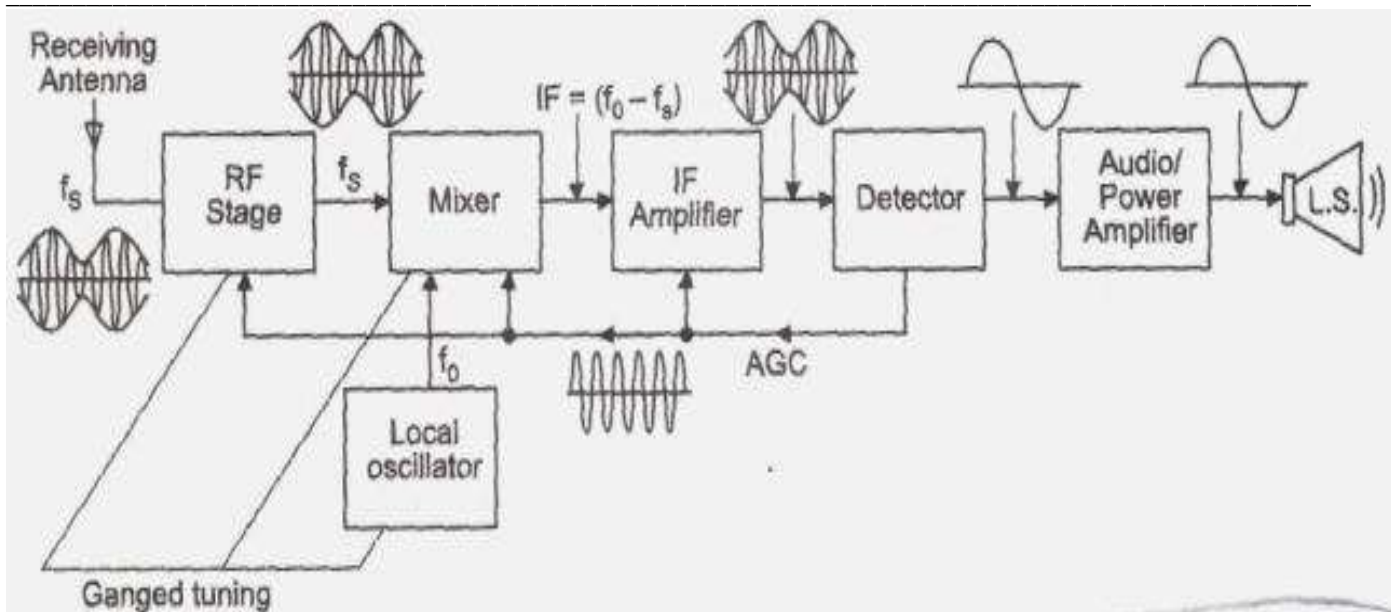 Receiving
Antenna
IF = (f₀ – fₛ)
fₛ
RF
Stage
fₛ
Mixer
IF
Amplifier
Detector
Audio/
Power
Amplifier
L.S.
f₀
AGC
Local
oscillator
Ganged tuning